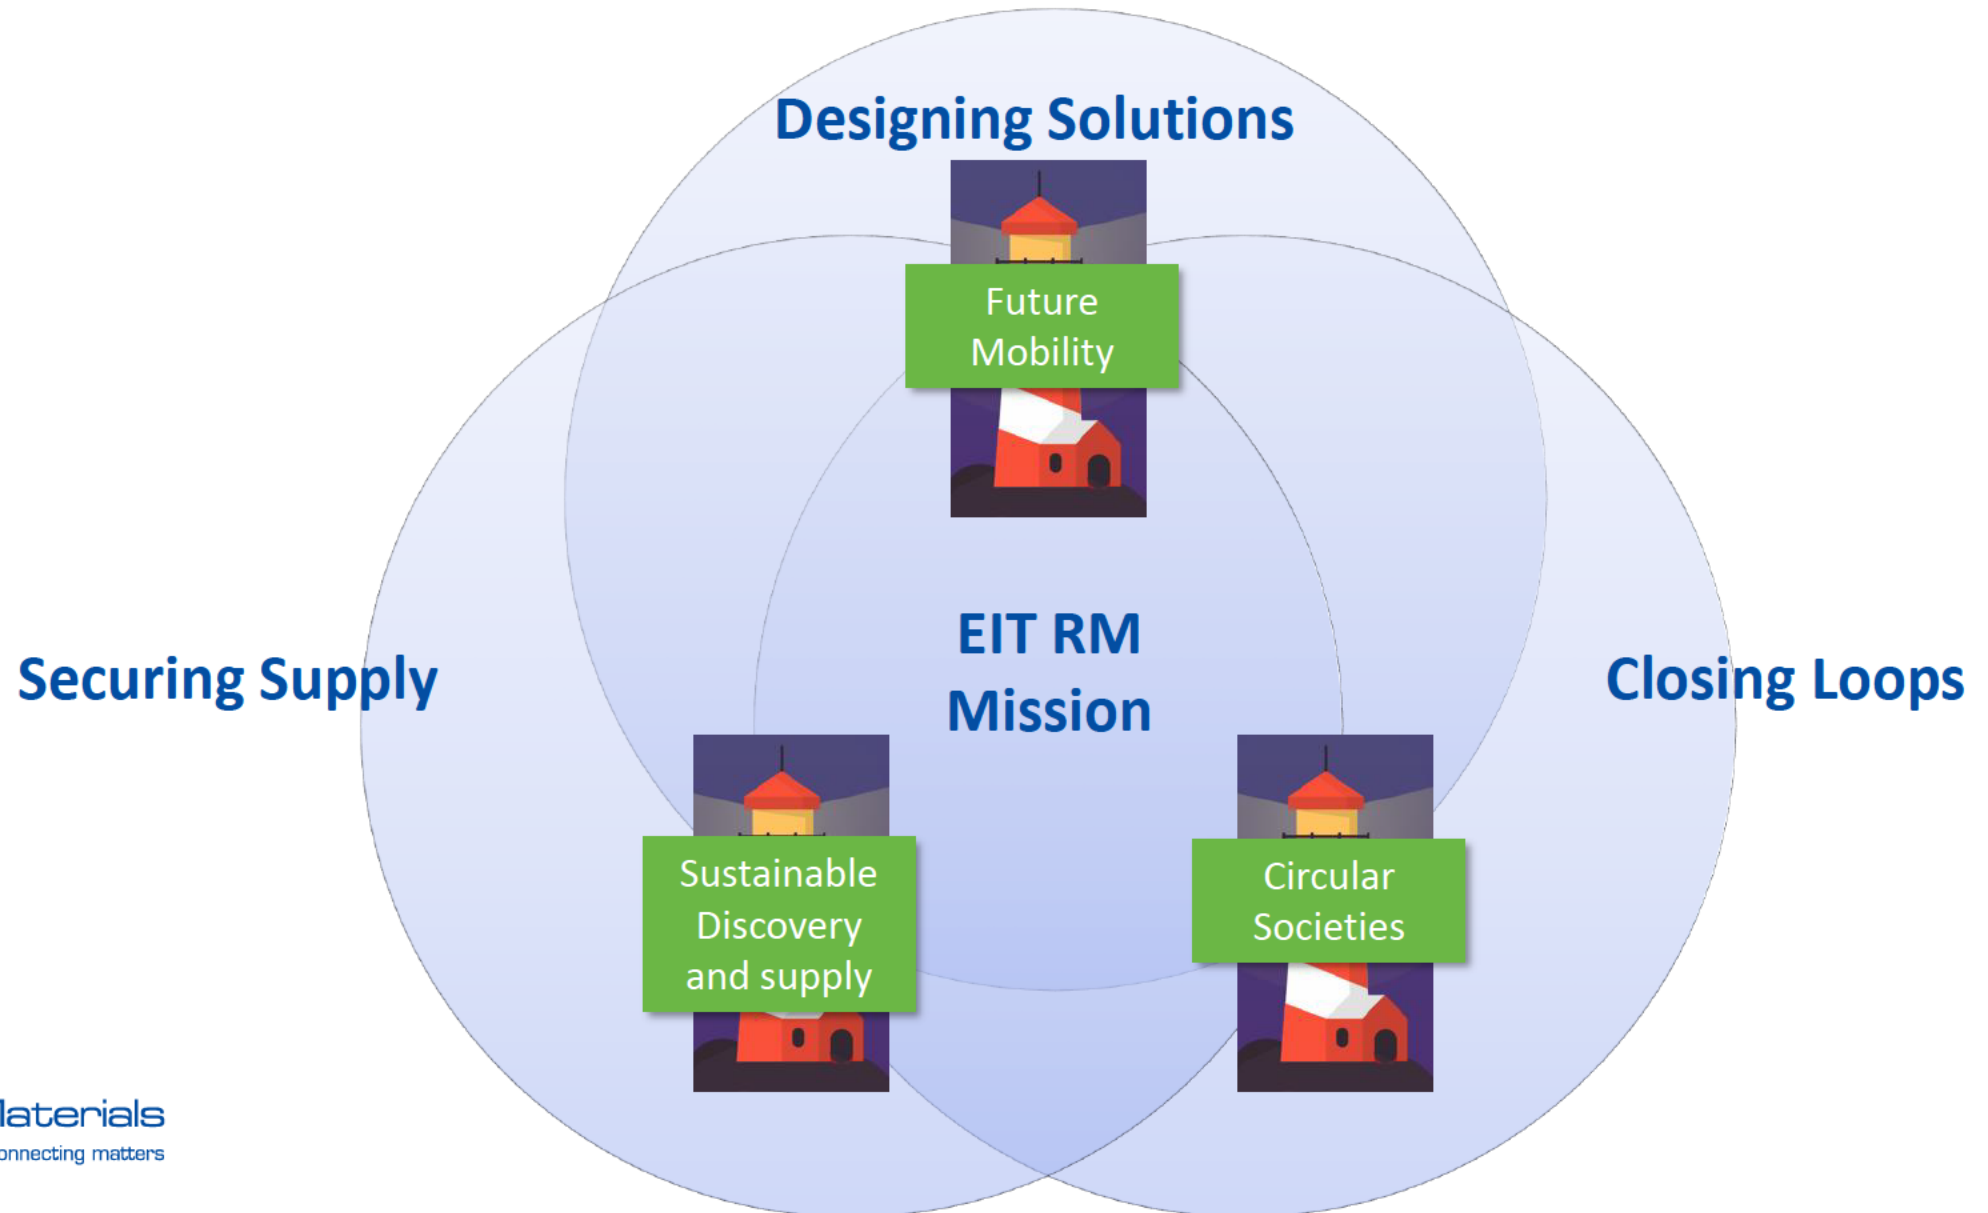 Designing Solutions
Future
Mobility
EIT RM
Mission
Securing Supply
Closing Loops
Sustainable
Discovery
and supply
Circular
Societies
Materials
onnecting matters